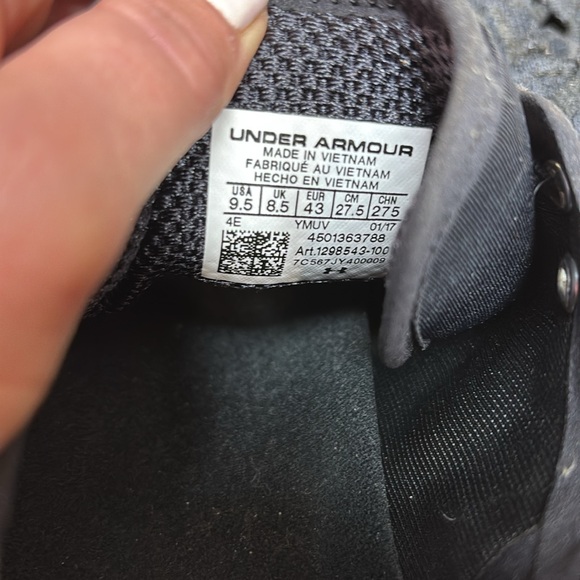 UNDER ARMOUR
MADE IN VIETNAM
FABRIQUÉ AU VIETNAM
HECHO EN VIETNAM
USA UK EUR CM CHN
9.5 8.5 43 27.5 275
4E YMUV 01/17
4501363788
Art.1298543-100
7C567JY400009